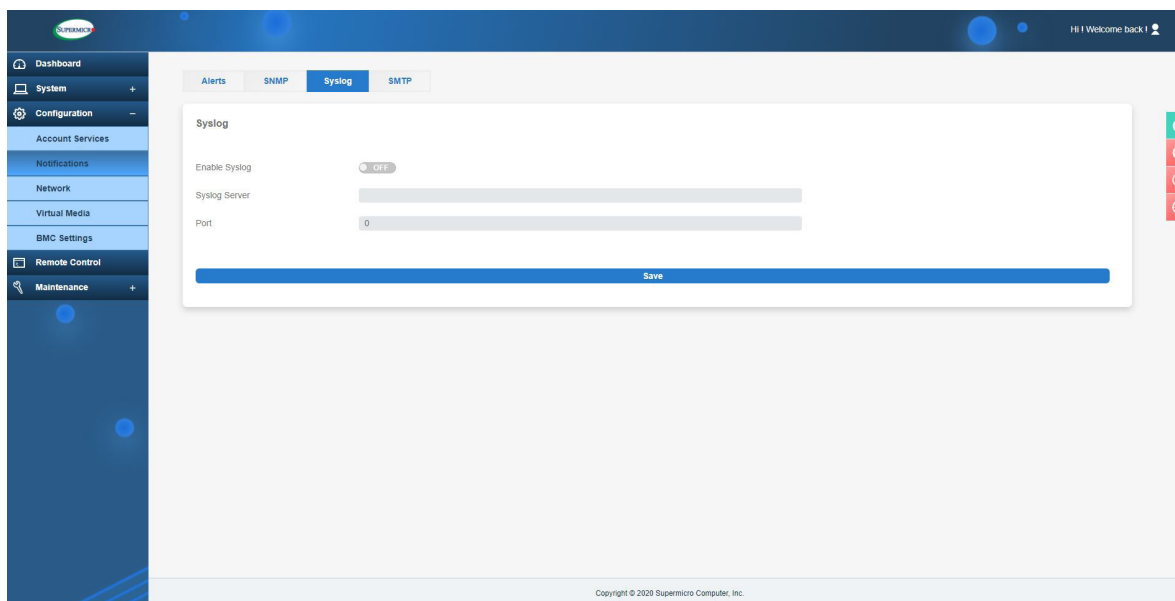 SUPERMICR
Hi ! Welcome back !
Dashboard
System +
Configuration –
Account Services
Notifications
Network
Virtual Media
BMC Settings
Remote Control
Maintenance +
Alerts SNMP Syslog SMTP
Syslog
Enable Syslog OFF
Syslog Server
Port 0
Save
Copyright © 2020 Supermicro Computer, Inc.